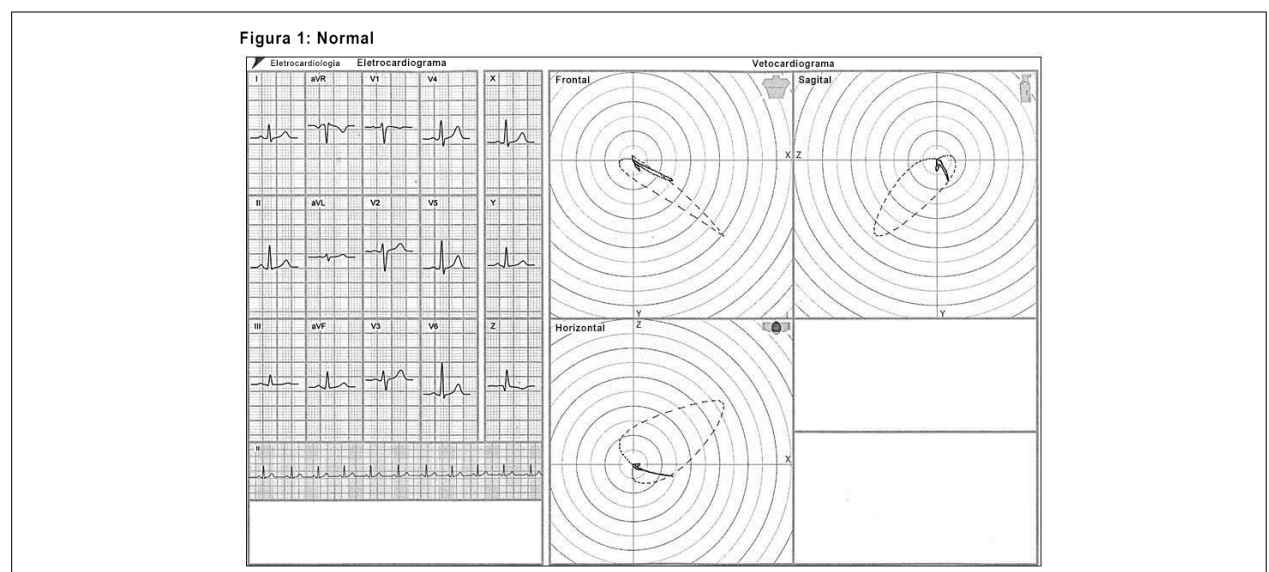 Figura 1: Normal
Eletrocardiologia Eletrocardiograma Vetocardiograma
I aVR V1 V4 X
II aVL V2 V5 Y
III aVF V3 V6 Z
II
Frontal
X
Y
Sagital
Z
Y
Horizontal
Z
X